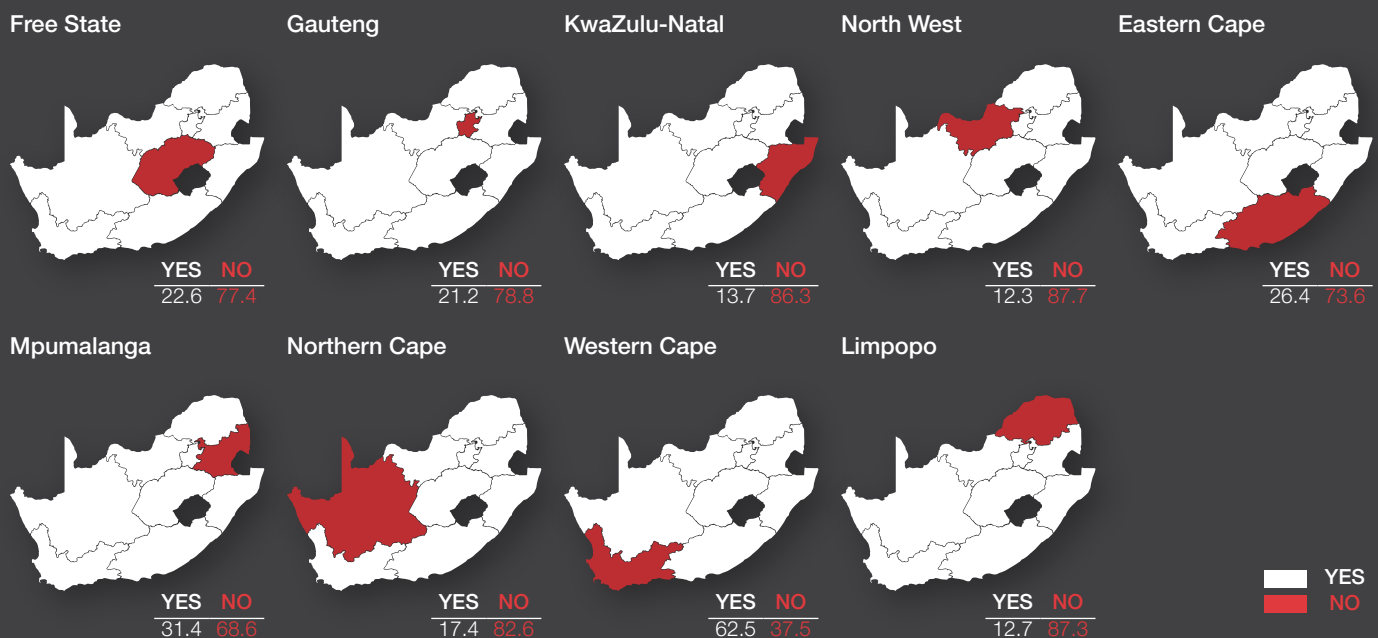 Free State
Gauteng
KwaZulu-Natal
North West
Eastern Cape
YES NO
22.6 77.4
YES NO
21.2 78.8
YES NO
13.7 86.3
YES NO
12.3 87.7
YES NO
26.4 73.6
Mpumalanga
Northern Cape
Western Cape
Limpopo
YES NO
31.4 68.6
YES NO
17.4 82.6
YES NO
62.5 37.5
YES NO
12.7 87.3
YES
NO